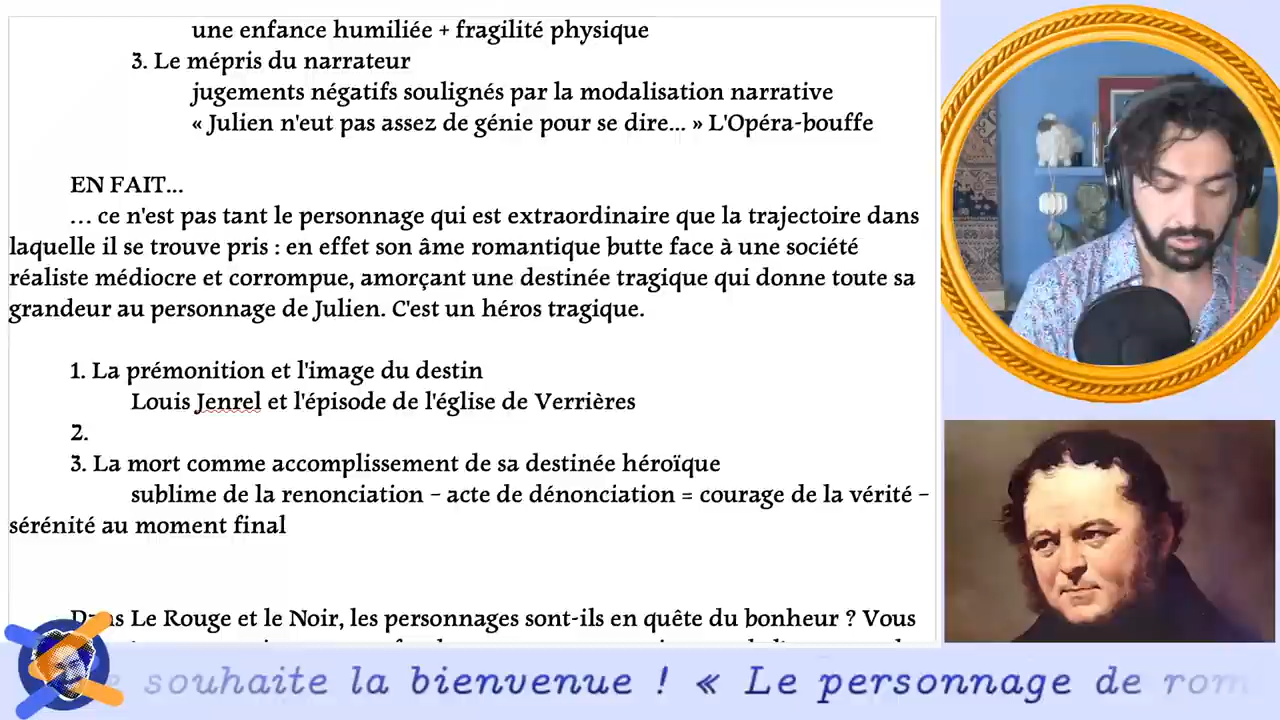 une enfance humiliée + fragilité physique
3. Le mépris du narrateur
jugements négatifs soulignés par la modalisation narrative
« Julien n'eut pas assez de génie pour se dire... » L'Opéra-bouffe
EN FAIT...
... ce n'est pas tant le personnage qui est extraordinaire que la trajectoire dans
laquelle il se trouve pris : en effet son âme romantique butte face à une société
réaliste médiocre et corrompue, amorçant une destinée tragique qui donne toute sa
grandeur au personnage de Julien. C'est un héros tragique.
1. La prémonition et l'image du destin
Louis Jenrel et l'épisode de l'église de Verrières
2.
3. La mort comme accomplissement de sa destinée héroïque
sublime de la renonciation – acte de dénonciation = courage de la vérité –
sérénité au moment final
Dans Le Rouge et le Noir, les personnages sont-ils en quête du bonheur ? Vous
souhaite la bienvenue ! « Le personnage de rom